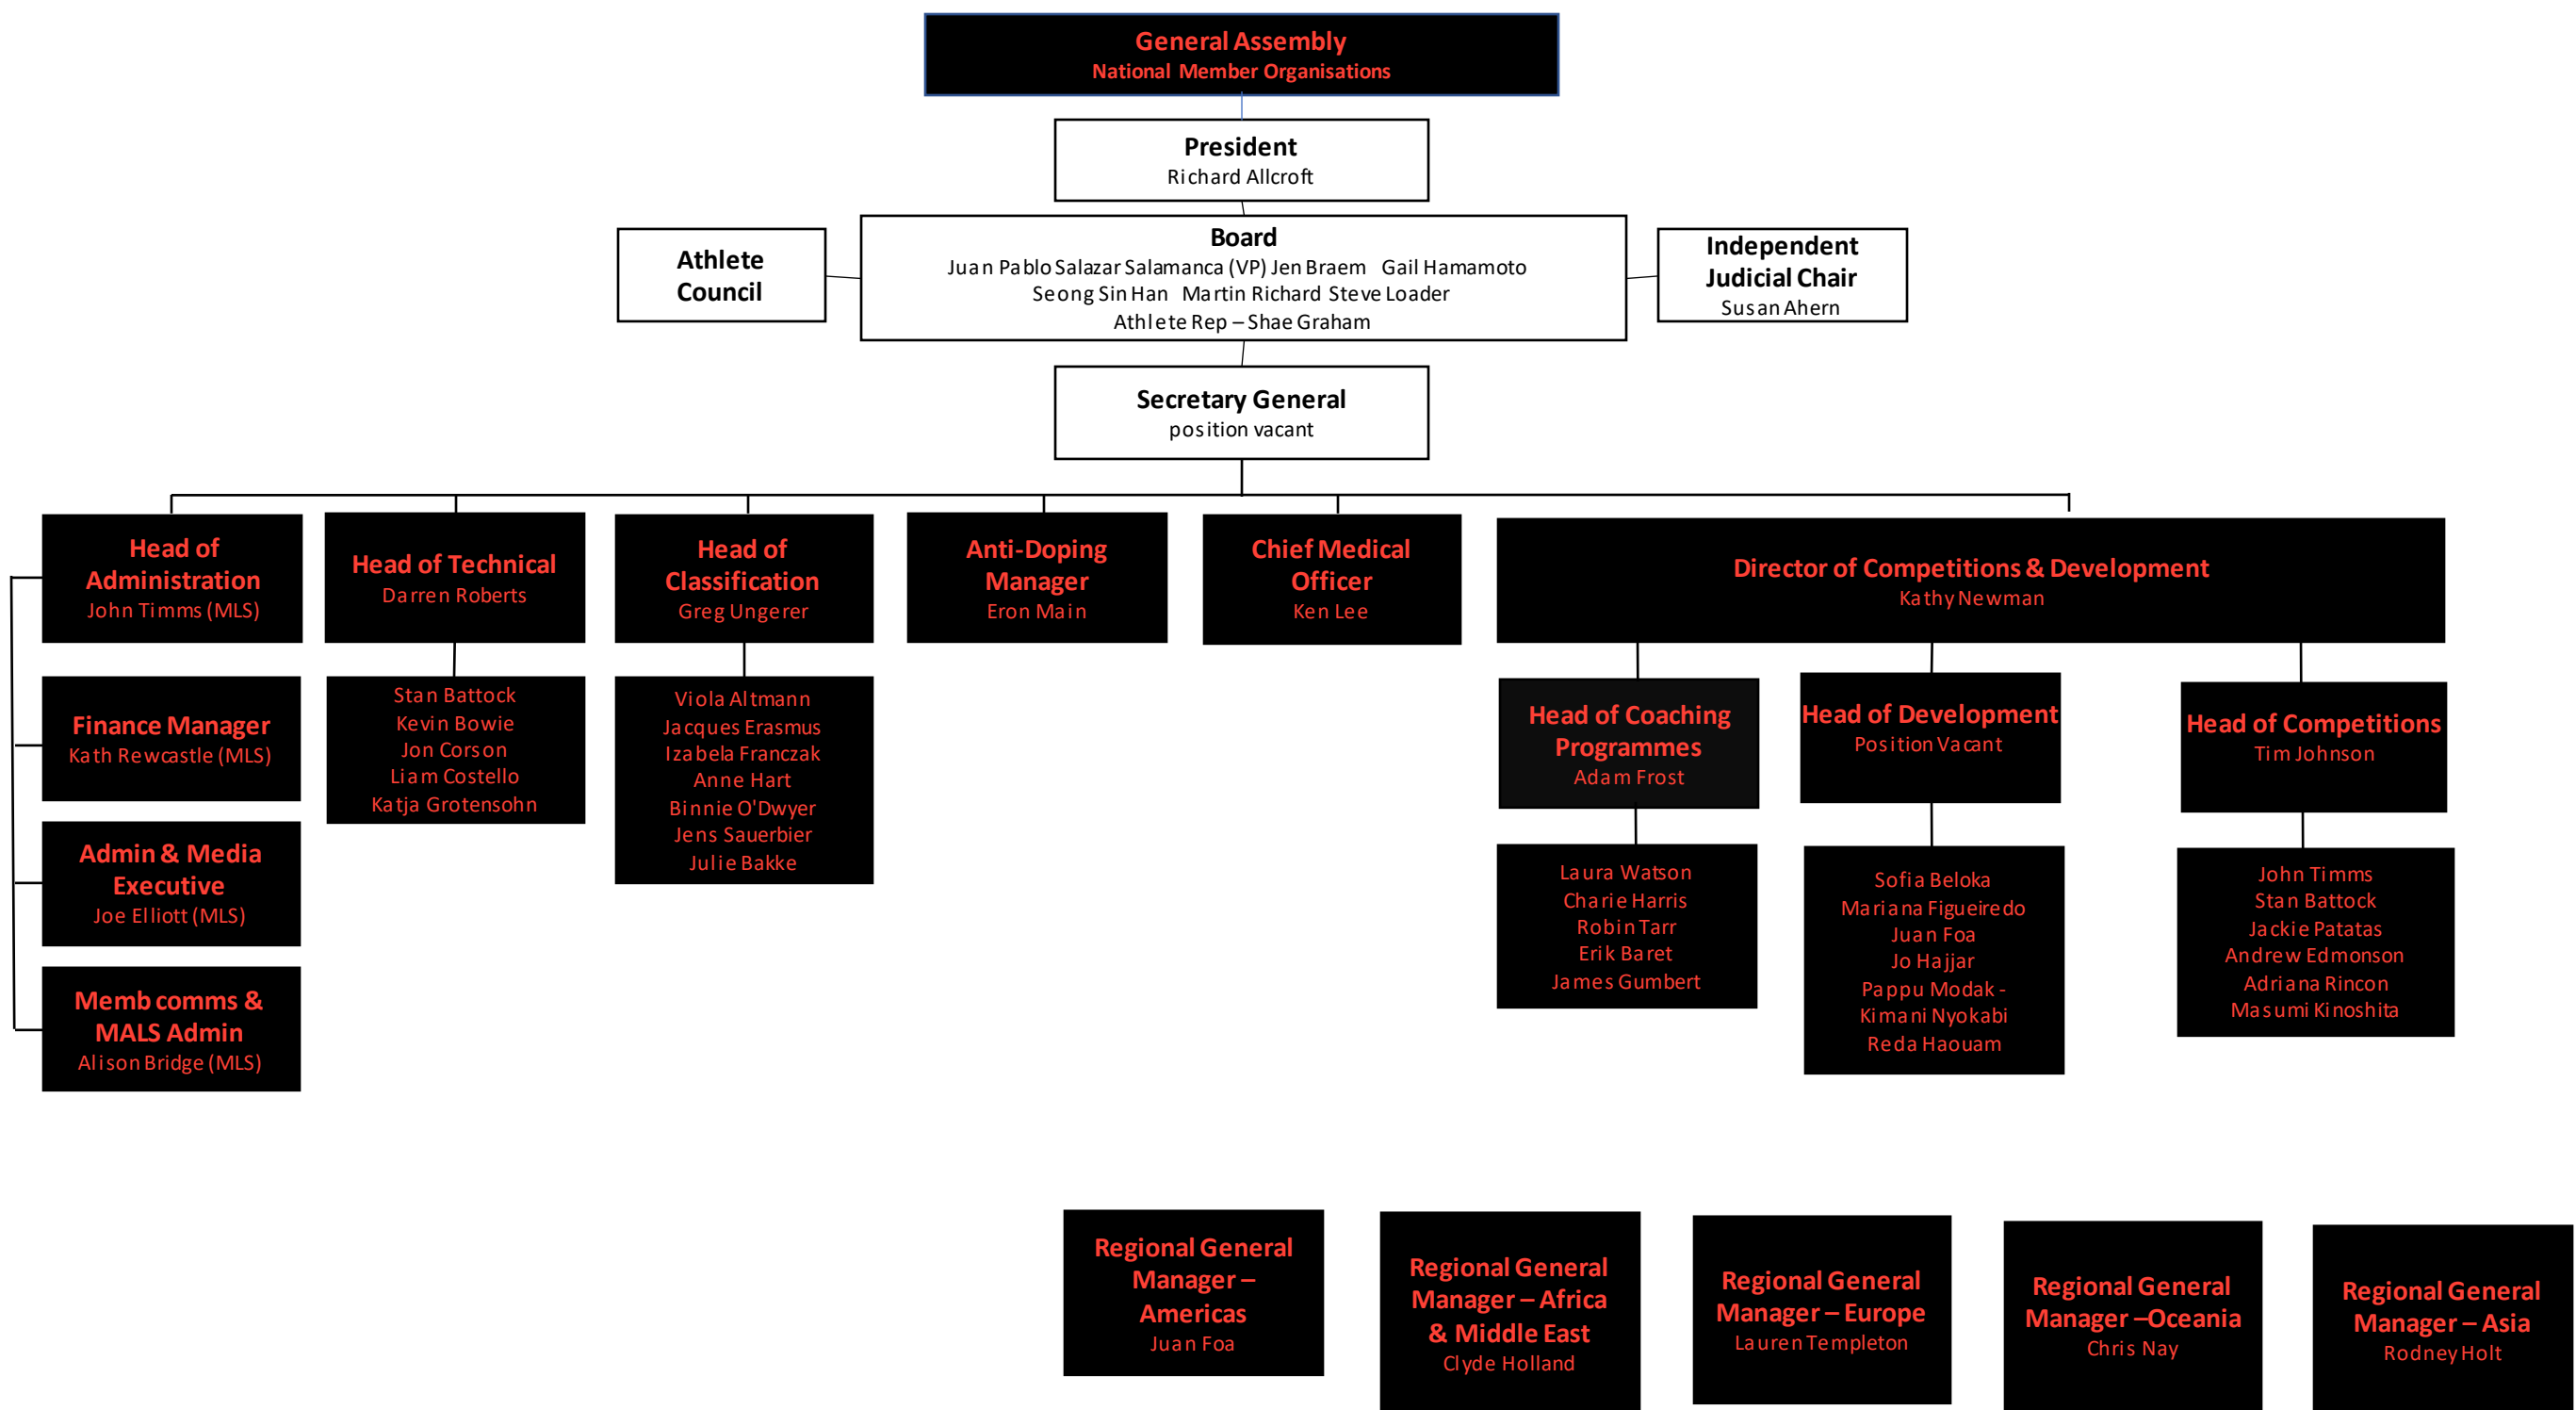 General Assembly
National Member Organisations
President
Richard Allcroft
Athlete
Council
Board
Juan Pablo Salazar Salamanca (VP) Jen Braem Gail Hamamoto
Seong Sin Han Martin Richard Steve Loader
Athlete Rep – Shae Graham
Independent
Judicial Chair
Susan Ahern
Secretary General
position vacant
Head of
Administration
John Timms (MLS)
Head of Technical
Darren Roberts
Head of
Classification
Greg Ungerer
Anti-Doping
Manager
Eron Main
Chief Medical
Officer
Ken Lee
Director of Competitions & Development
Kathy Newman
Finance Manager
Kath Rewcastle (MLS)
Admin & Media
Executive
Joe Elliott (MLS)
Memb comms &
MALS Admin
Alison Bridge (MLS)
Stan Battock
Kevin Bowie
Jon Corson
Liam Costello
Katja Grotensohn
Viola Altmann
Jacques Erasmus
Izabela Franczak
Anne Hart
Binnie O'Dwyer
Jens Sauerbier
Julie Bakke
Head of Coaching
Programmes
Adam Frost
Laura Watson
Charie Harris
Robin Tarr
Erik Baret
James Gumbert
Head of Development
Position Vacant
Sofia Beloka
Mariana Figueiredo
Juan Foa
Jo Hajjar
Pappu Modak -
Kimani Nyokabi
Reda Haouam
Head of Competitions
Tim Johnson
John Timms
Stan Battock
Jackie Patatas
Andrew Edmonson
Adriana Rincon
Masumi Kinoshita
Regional General
Manager –
Americas
Juan Foa
Regional General
Manager – Africa
& Middle East
Clyde Holland
Regional General
Manager – Europe
Lauren Templeton
Regional General
Manager –Oceania
Chris Nay
Regional General
Manager – Asia
Rodney Holt